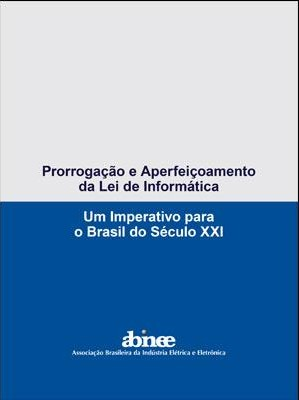 Prorrogação e Aperfeiçoamento
da Lei de Informática
Um Imperativo para
o Brasil do Século XXI
abinee
Associação Brasileira da Indústria Elétrica e Eletrônica